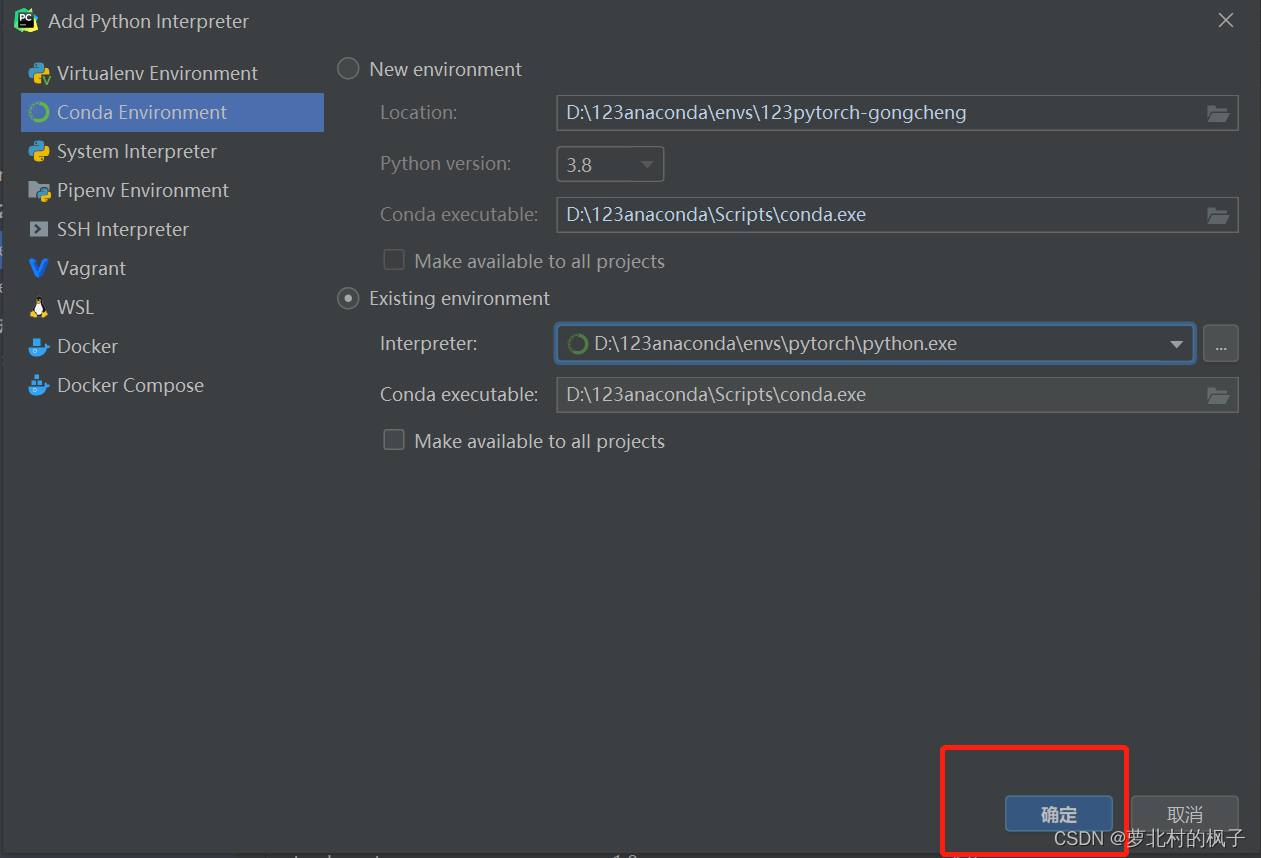 Add Python Interpreter
Virtualenv Environment
Conda Environment
System Interpreter
Pipenv Environment
SSH Interpreter
Vagrant
WSL
Docker
Docker Compose
New environment
Location: D:\123anaconda\envs\123pytorch-gongcheng
Python version: 3.8
Conda executable: D:\123anaconda\Scripts\conda.exe
Make available to all projects
Existing environment
Interpreter: D:\123anaconda\envs\pytorch\python.exe ...
Conda executable: D:\123anaconda\Scripts\conda.exe
Make available to all projects
确定 取消
CSDN @萝北村的枫子